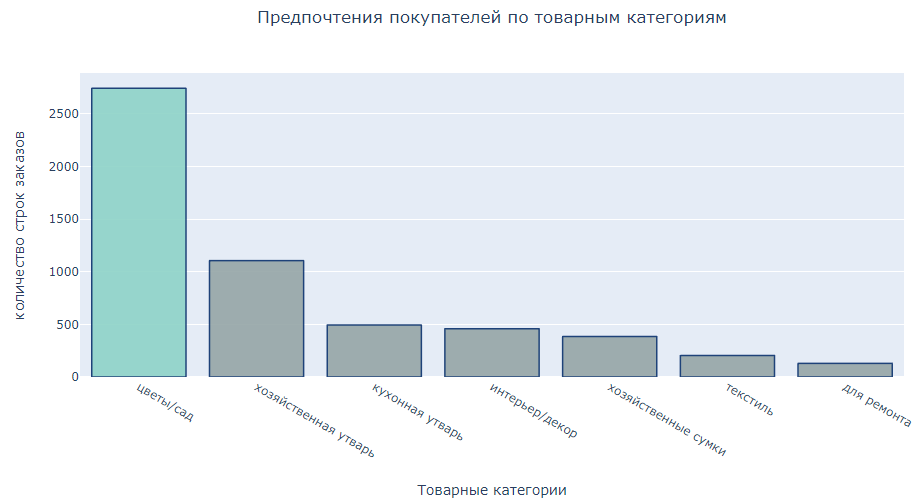 Предпочтения покупателей по товарным категориям
количество строк заказов
2500
2000
1500
1000
500
0
цветы/сад
хозяйственная утварь
кухонная утварь
интерьер/декор
хозяйственные сумки
текстиль
для ремонта
Товарные категории